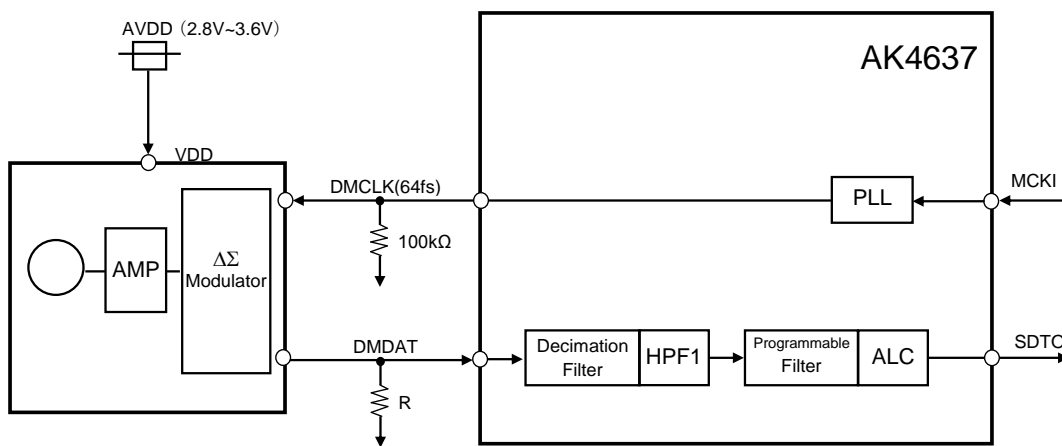 AVDD (2.8V~3.6V)
AK4637
VDD
DMCLK(64fs)
MCKI
PLL
100kΩ
AMP
ΔΣ
Modulator
DMDAT
Decimation
Filter
HPF1
Programmable
Filter
ALC
SDTO
R